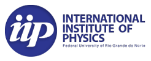 iip
INTERNATIONAL
INSTITUTE OF
PHYSICS
Federal University of Rio Grande do Norte